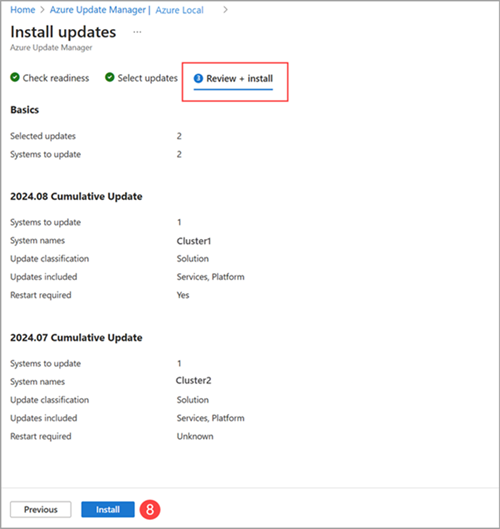 Home > Azure Update Manager | Azure Local >
Install updates ...
Azure Update Manager
Check readiness Select updates 3 Review + install
Basics
Selected updates 2
Systems to update 2
2024.08 Cumulative Update
Systems to update 1
System names Cluster1
Update classification Solution
Updates included Services, Platform
Restart required Yes
2024.07 Cumulative Update
Systems to update 1
System names Cluster2
Update classification Solution
Updates included Services, Platform
Restart required Unknown
Previous Install 8